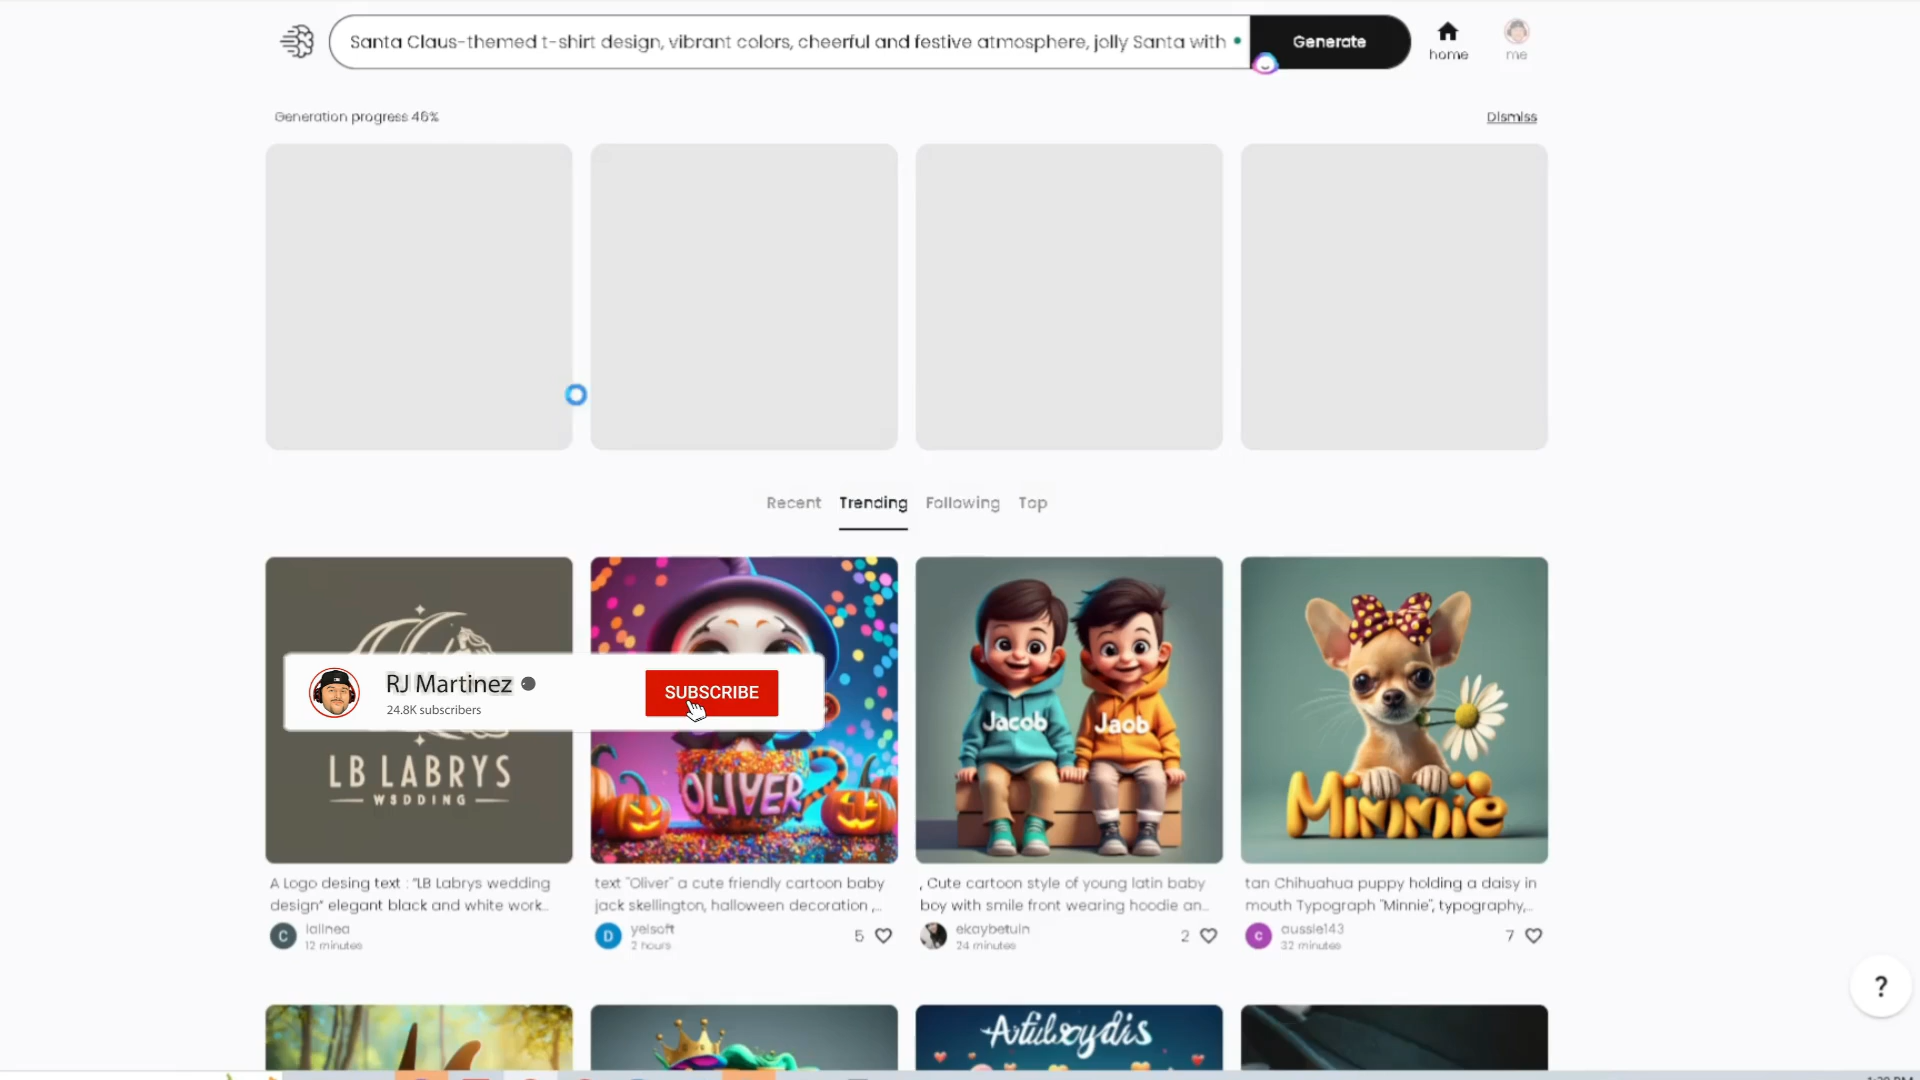 Santa Claus-themed t-shirt design, vibrant colors, cheerful and festive atmosphere, jolly Santa with
Generate
home
me
Generation progress 46%
Dismiss
Recent
Trending
Following
Top
RJ Martinez
24.8K subscribers
SUBSCRIBE
LB LABRYS
W3DDING
OLIVER
Jacob
Jaob
Minnie
A Logo desing text : "LB Labrys wedding
design" elegant black and white work...
C
lalinea
12 minutes
text "Oliver" a cute friendly cartoon baby
jack skellington, halloween decoration ,...
D
yelsoft
2 hours
5
, Cute cartoon style of young latin baby
boy with smile front wearing hoodie an...
ekaybetuin
24 minutes
2
tan Chihuahua puppy holding a daisy in
mouth Typograph "Minnie", typography,...
C
aussie143
32 minutes
7
?